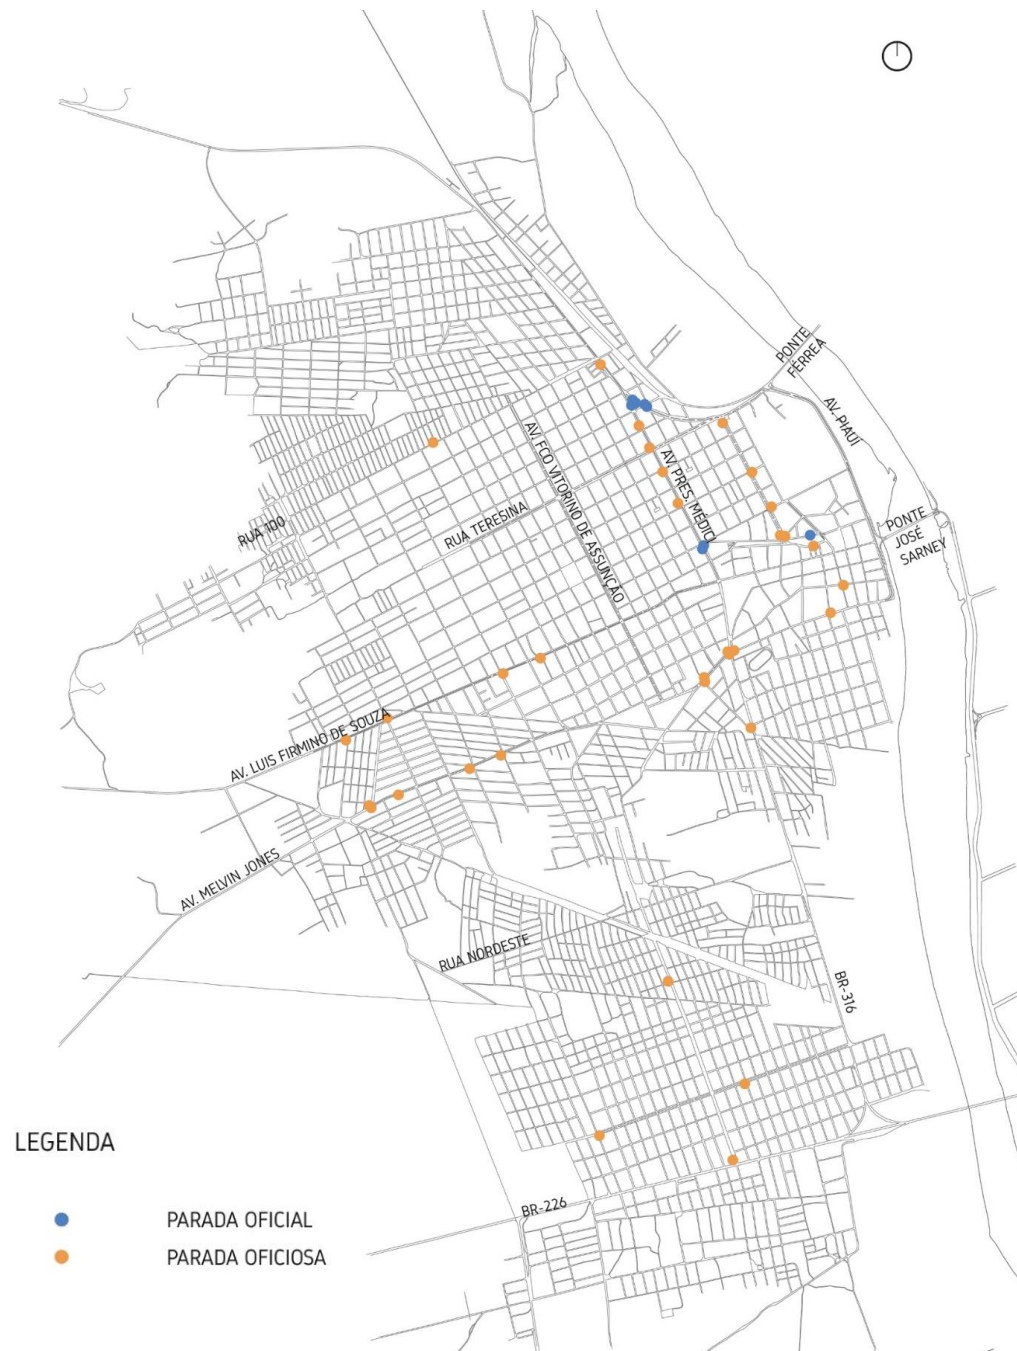 PONTE
FÉRREA
AV. PIAUÍ
AV. FCO VITORINO DE ASSUNÇÃO
AV. PRES. MÉDICI
RUA TERESINA
RUA 100
PONTE
JOSÉ
SARNEY
AV. LUIS FIRMINO DE SOUZA
AV. MELVIN JONES
RUA NORDESTE
BR-316
LEGENDA
PARADA OFICIAL
PARADA OFICIOSA
BR-226